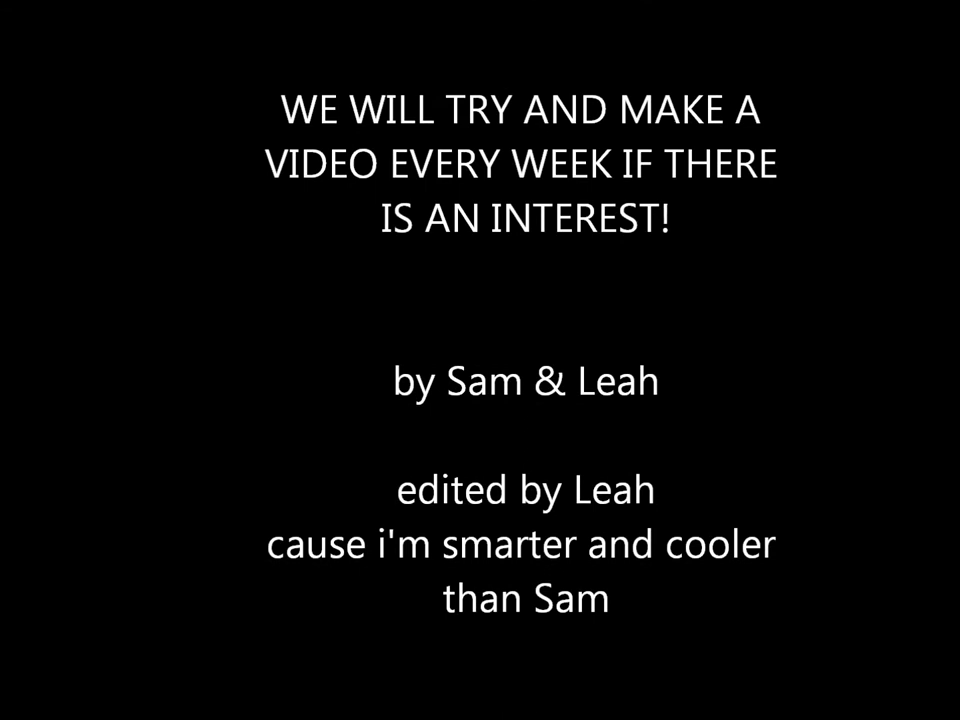 WE WILL TRY AND MAKE A
VIDEO EVERY WEEK IF THERE
IS AN INTEREST!
by Sam & Leah
edited by Leah
cause i'm smarter and cooler
than Sam